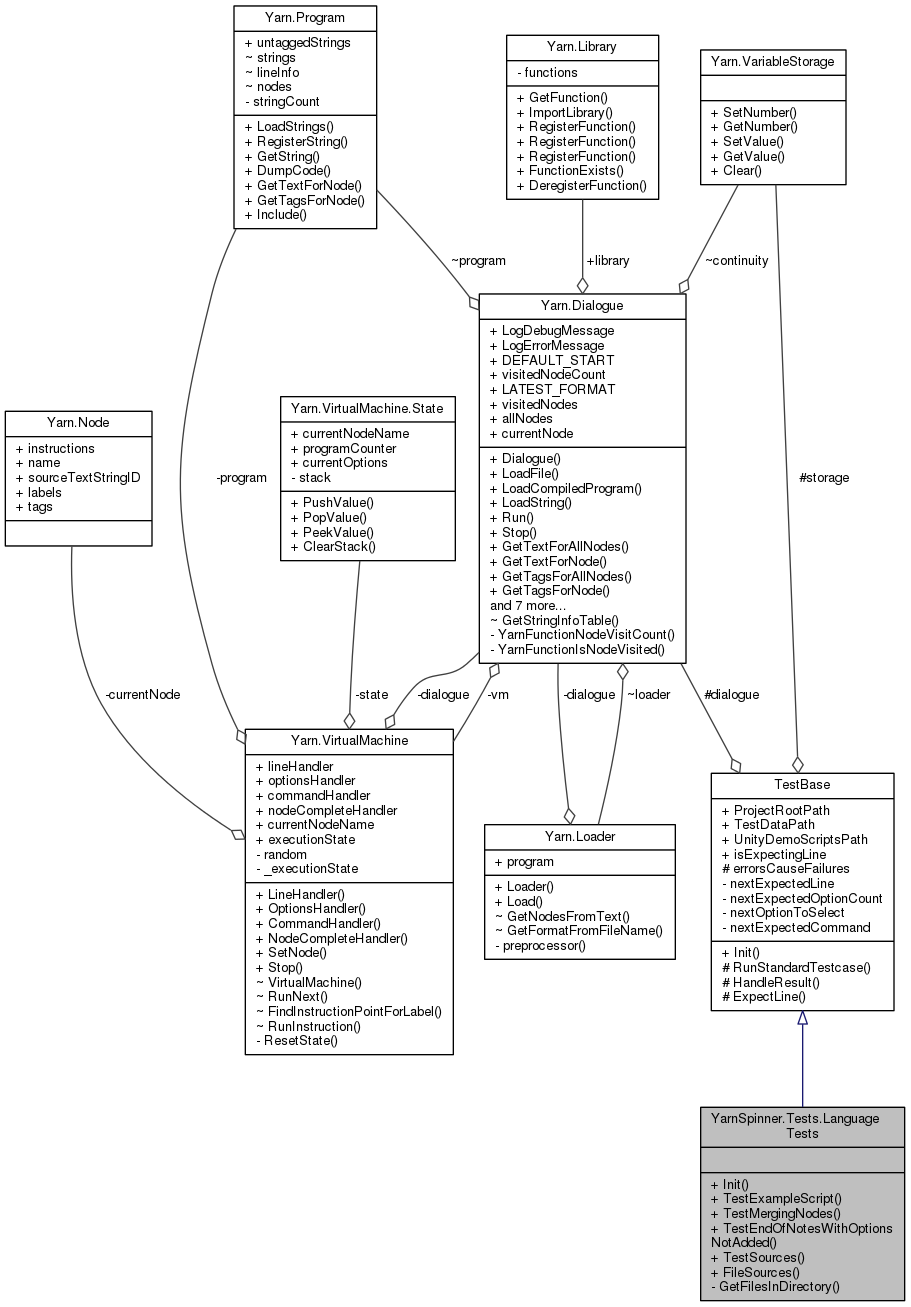 Yarn.Program
+ untaggedStrings
~ strings
~ lineInfo
~ nodes
- stringCount
+ LoadStrings()
+ RegisterString()
+ GetString()
+ DumpCode()
+ GetTextForNode()
+ GetTagsForNode()
+ Include()
Yarn.Library
- functions
+ GetFunction()
+ ImportLibrary()
+ RegisterFunction()
+ RegisterFunction()
+ RegisterFunction()
+ FunctionExists()
+ DeregisterFunction()
Yarn.VariableStorage
+ SetNumber()
+ GetNumber()
+ SetValue()
+ GetValue()
+ Clear()
~program
+library
~continuity
Yarn.Dialogue
+ LogDebugMessage
+ LogErrorMessage
+ DEFAULT_START
+ visitedNodeCount
+ LATEST_FORMAT
+ visitedNodes
+ allNodes
+ currentNode
+ Dialogue()
+ LoadFile()
+ LoadCompiledProgram()
+ LoadString()
+ Run()
+ Stop()
+ GetTextForAllNodes()
+ GetTextForNode()
+ GetTagsForAllNodes()
+ GetTagsForNode()
and 7 more...
~ GetStringInfoTable()
- YarnFunctionNodeVisitCount()
- YarnFunctionIsNodeVisited()
Yarn.Node
+ instructions
+ name
+ sourceTextStringID
+ labels
+ tags
Yarn.VirtualMachine.State
+ currentNodeName
+ programCounter
+ currentOptions
- stack
+ PushValue()
+ PopValue()
+ PeekValue()
+ ClearStack()
-program
#storage
-currentNode
-state
-dialogue
-vm
-dialogue
~loader
#dialogue
Yarn.VirtualMachine
+ lineHandler
+ optionsHandler
+ commandHandler
+ nodeCompleteHandler
+ currentNodeName
+ executionState
- random
- _executionState
+ LineHandler()
+ OptionsHandler()
+ CommandHandler()
+ NodeCompleteHandler()
+ SetNode()
+ Stop()
~ VirtualMachine()
~ RunNext()
~ FindInstructionPointForLabel()
~ RunInstruction()
- ResetState()
Yarn.Loader
+ program
+ Loader()
+ Load()
~ GetNodesFromText()
~ GetFormatFromFileName()
- preprocessor()
TestBase
+ ProjectRootPath
+ TestDataPath
+ UnityDemoScriptsPath
+ isExpectingLine
# errorsCauseFailures
- nextExpectedLine
- nextExpectedOptionCount
- nextOptionToSelect
- nextExpectedCommand
+ Init()
# RunStandardTestcase()
# HandleResult()
# ExpectLine()
YarnSpinner.Tests.Language
Tests
+ Init()
+ TestExampleScript()
+ TestMergingNodes()
+ TestEndOfNotesWithOptions
NotAdded()
+ TestSources()
+ FileSources()
- GetFilesInDirectory()